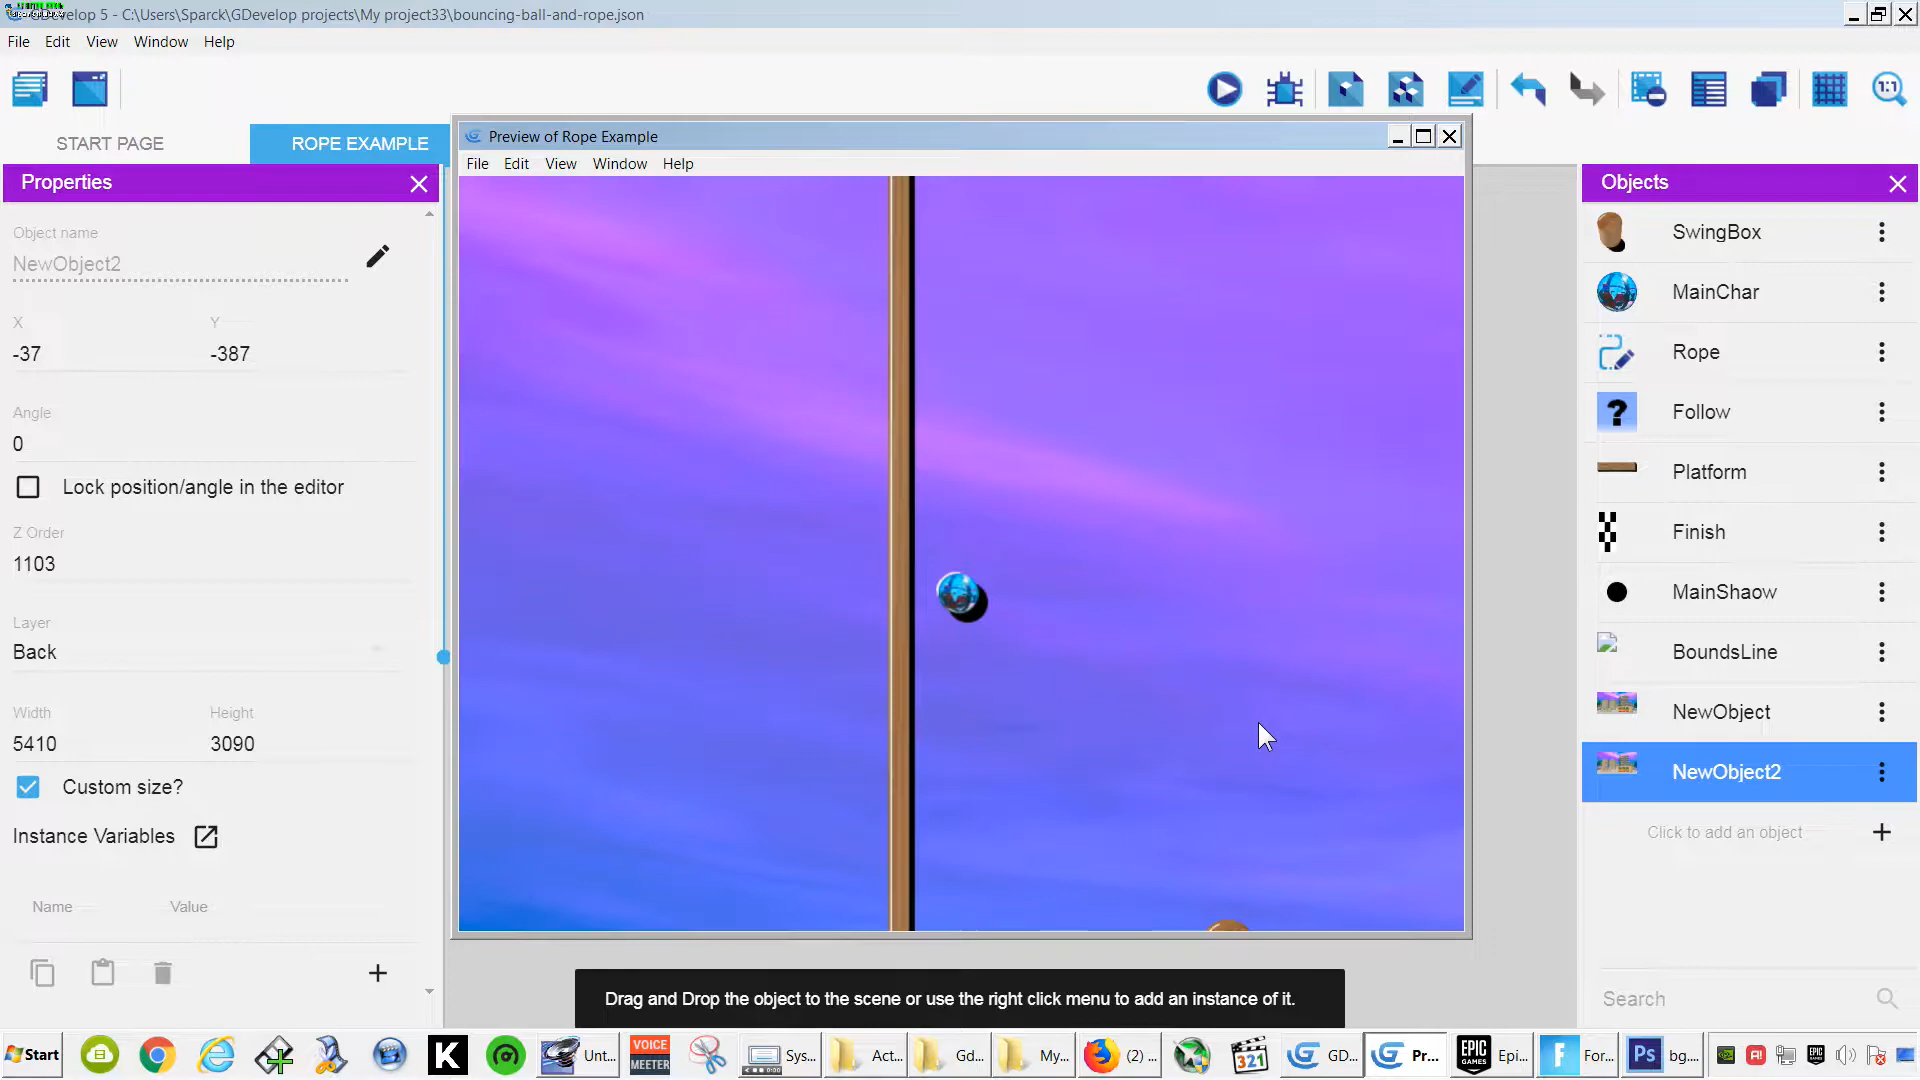 GDevelop 5 - C:\Users\Sparck\GDevelop projects\My project33\bouncing-ball-and-rope.json
File Edit View Window Help
1:1
START PAGE
ROPE EXAMPLE
Preview of Rope Example
File Edit View Window Help
Properties
Object name
NewObject2
X Y
-37 -387
Angle
0
Lock position/angle in the editor
Z Order
1103
Layer
Back
Width Height
5410 3090
Custom size?
Instance Variables
Name Value
Objects
SwingBox
MainChar
Rope
Follow
Platform
Finish
MainShaow
BoundsLine
NewObject
NewObject2
Click to add an object
Search
Drag and Drop the object to the scene or use the right click menu to add an instance of it.
Start
K
Unt...
VOICE
MEETER
Sys...
Act...
Gd...
My...
(2) ...
321
GD...
Pr...
EPIC
GAMES
Epi...
F
For...
Ps
bg....